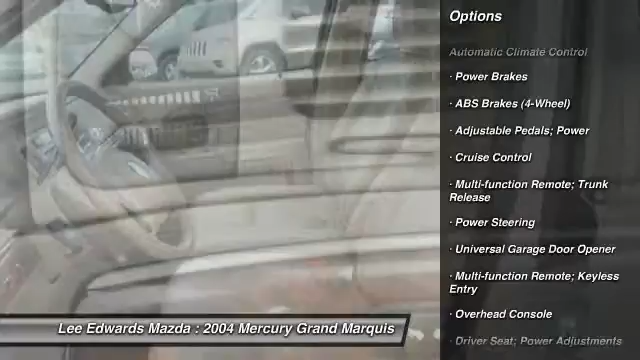 Options
Automatic Climate Control
· Power Brakes
· ABS Brakes (4-Wheel)
· Adjustable Pedals; Power
· Cruise Control
· Multi-function Remote; Trunk
Release
· Power Steering
· Universal Garage Door Opener
· Multi-function Remote; Keyless
Entry
· Overhead Console
· Driver Seat; Power Adjustments
Lee Edwards Mazda : 2004 Mercury Grand Marquis